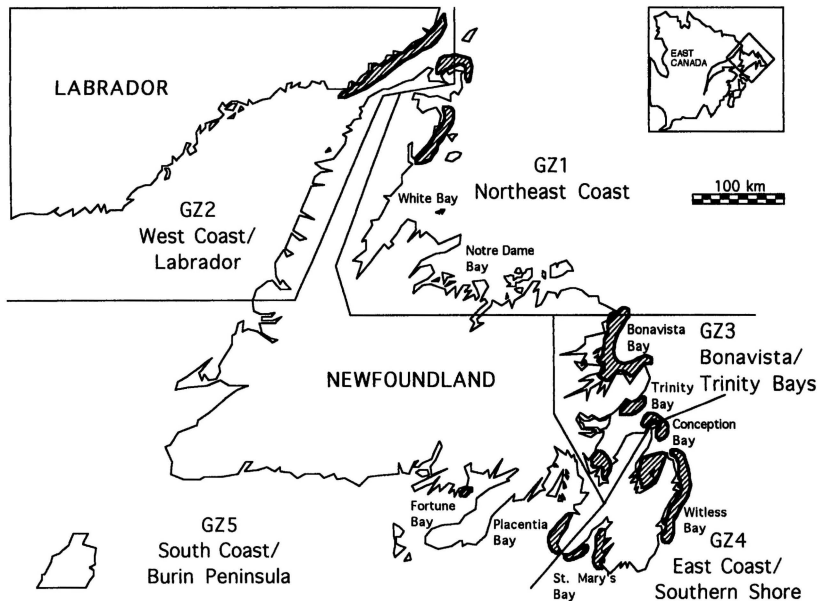 LABRADOR
EAST
CANADA
GZ1
Northeast Coast
100 km
White Bay
GZ2
West Coast/
Labrador
Notre Dame
Bay
Bonavista
Bay
GZ3
Bonavista/
Trinity Bays
NEWFOUNDLAND
Trinity
Bay
Conception
Bay
Fortune
Bay
Placentia
Bay
Witless
Bay
GZ5
South Coast/
Burin Peninsula
GZ4
East Coast/
Southern Shore
St. Mary's
Bay